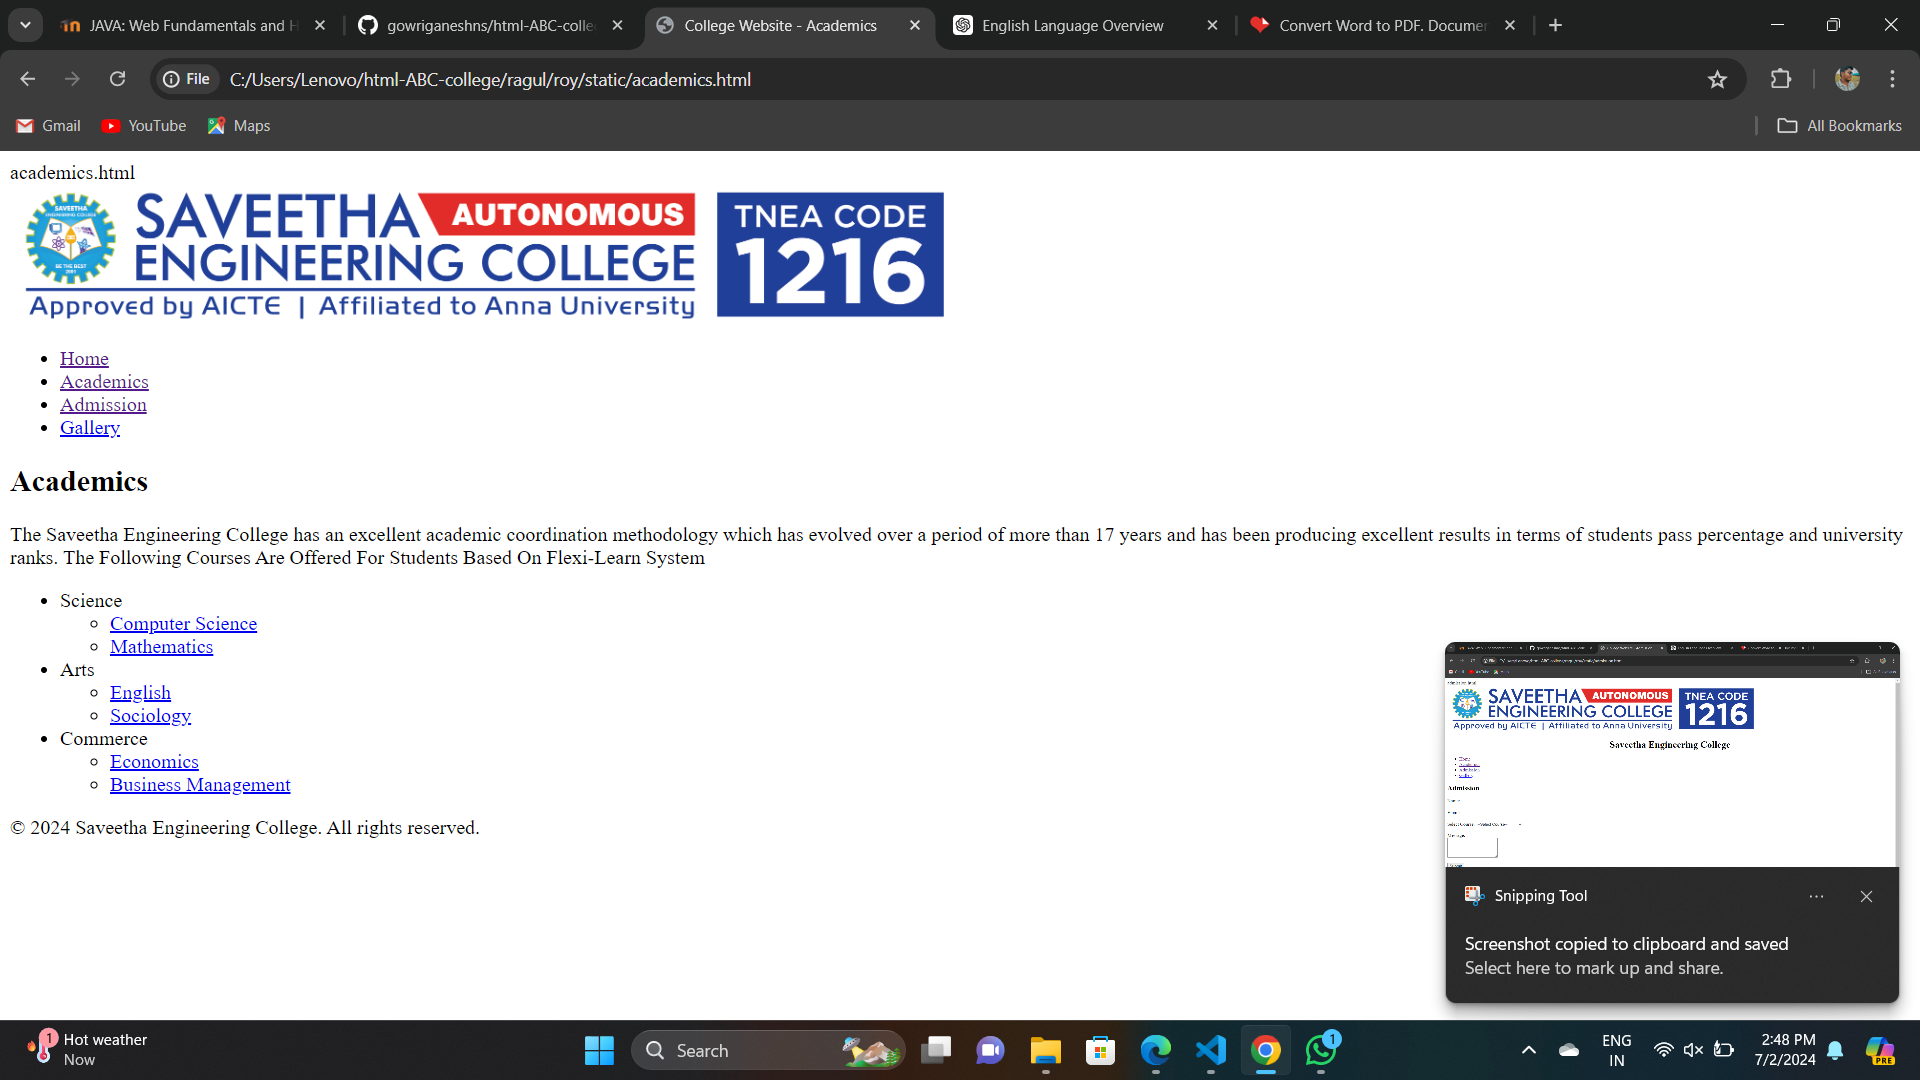 JAVA: Web Fundamentals and H
gowriganeshns/html-ABC-colle
College Website - Academics
English Language Overview
Convert Word to PDF. Documen
File
C:/Users/Lenovo/html-ABC-college/ragul/roy/static/academics.html
Gmail
YouTube
Maps
All Bookmarks
academics.html
SAVEETHA
AUTONOMOUS
ENGINEERING COLLEGE
Approved by AICTE | Affiliated to Anna University
TNEA CODE
1216
Home
Academics
Admission
Gallery
Academics
The Saveetha Engineering College has an excellent academic coordination methodology which has evolved over a period of more than 17 years and has been producing excellent results in terms of students pass percentage and university
ranks. The Following Courses Are Offered For Students Based On Flexi-Learn System
Science
Computer Science
Mathematics
Arts
English
Sociology
Commerce
Economics
Business Management
© 2024 Saveetha Engineering College. All rights reserved.
SAVEETHA
AUTONOMOUS
ENGINEERING COLLEGE
Approved by AICTE | Affiliated to Anna University
TNEA CODE
1216
Saveetha Engineering College
Admission
Snipping Tool
Screenshot copied to clipboard and saved
Select here to mark up and share.
1
Hot weather
Now
Search
1
ENG
IN
2:48 PM
7/2/2024
PRE